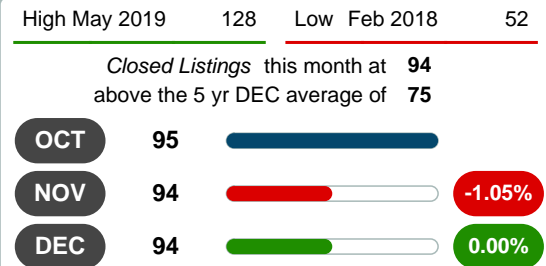 High May 2019 128 Low Feb 2018 52
Closed Listings this month at 94
above the 5 yr DEC average of 75
OCT 95
NOV 94 -1.05%
DEC 94 0.00%